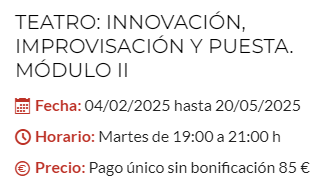 TEATRO: INNOVACIÓN,
IMPROVISACIÓN Y PUESTA.
MÓDULO II
Fecha: 04/02/2025 hasta 20/05/2025
Horario: Martes de 19:00 a 21:00 h
Precio: Pago único sin bonificación 85 €